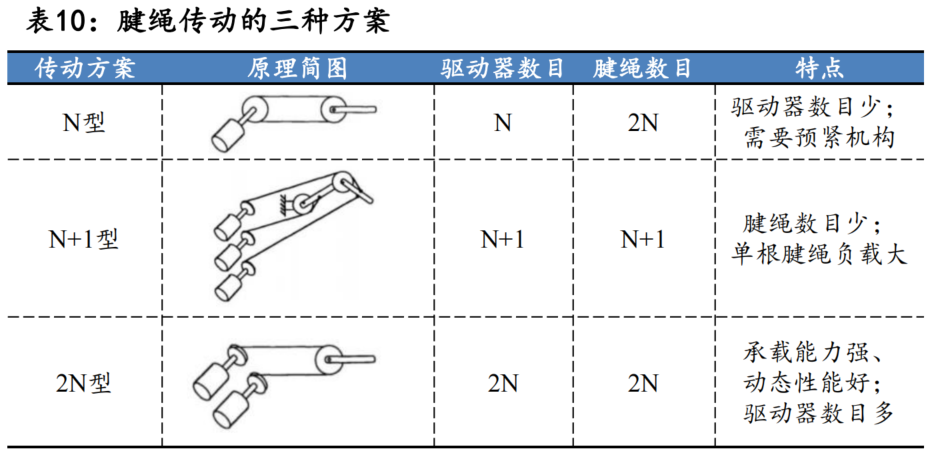 表10：腱绳传动的三种方案
传动方案 原理简图 驱动器数目 腱绳数目 特点
N型 N 2N 驱动器数目少；
需要预紧机构
N+1型 N+1 N+1 腱绳数目少；
单根腱绳负载大
2N型 2N 2N 承载能力强、
动态性能好；
驱动器数目多